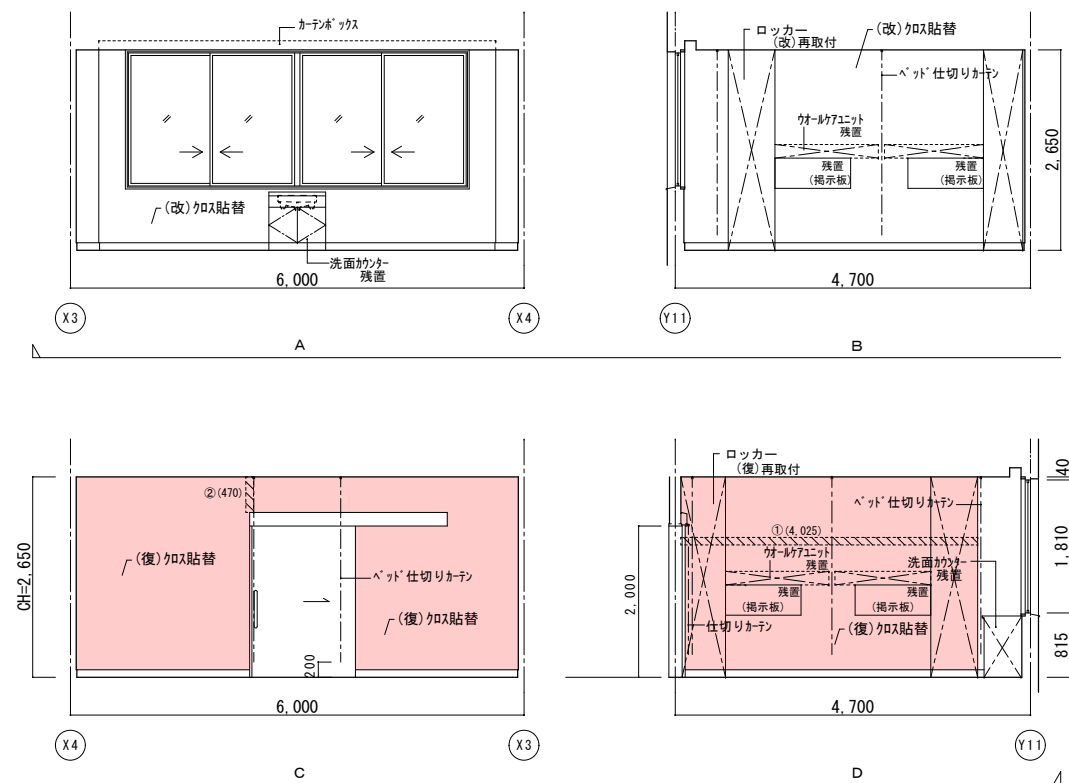 カーテンボックス
(改) クロス貼替
洗面カウンター
残置
6,000
X3
X4
A
ロッカー
(改) 再取付
(改) クロス貼替
ベッド仕切りカーテン
ウオールケアユニット
残置
残置
(掲示板)
残置
(掲示板)
2,650
4,700
Y11
B
②(470)
(復) クロス貼替
ベッド仕切りカーテン
(復) クロス貼替
CH=2,650
200
6,000
X4
X3
C
ロッカー
(復) 再取付
ベッド仕切りカーテン
①(4,025)
ウオールケアユニット
残置
洗面カウンター
残置
残置
(掲示板)
残置
(掲示板)
仕切りカーテン
(復) クロス貼替
2,000
40
1,810
815
4,700
Y11
D